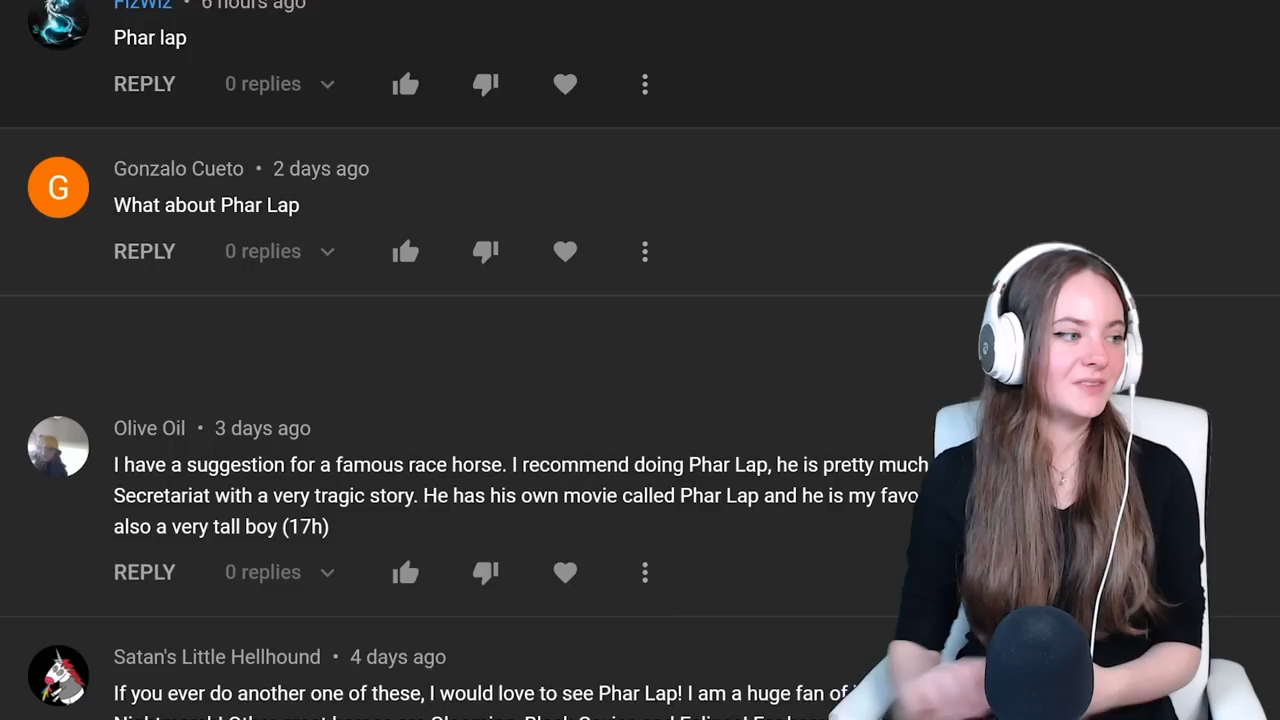 FizWiz • 6 hours ago
Phar lap
REPLY 0 replies
G
Gonzalo Cueto • 2 days ago
What about Phar Lap
REPLY 0 replies
Olive Oil • 3 days ago
I have a suggestion for a famous race horse. I recommend doing Phar Lap, he is pretty much
Secretariat with a very tragic story. He has his own movie called Phar Lap and he is my favo
also a very tall boy (17h)
REPLY 0 replies
Satan's Little Hellhound • 4 days ago
If you ever do another one of these, I would love to see Phar Lap! I am a huge fan of